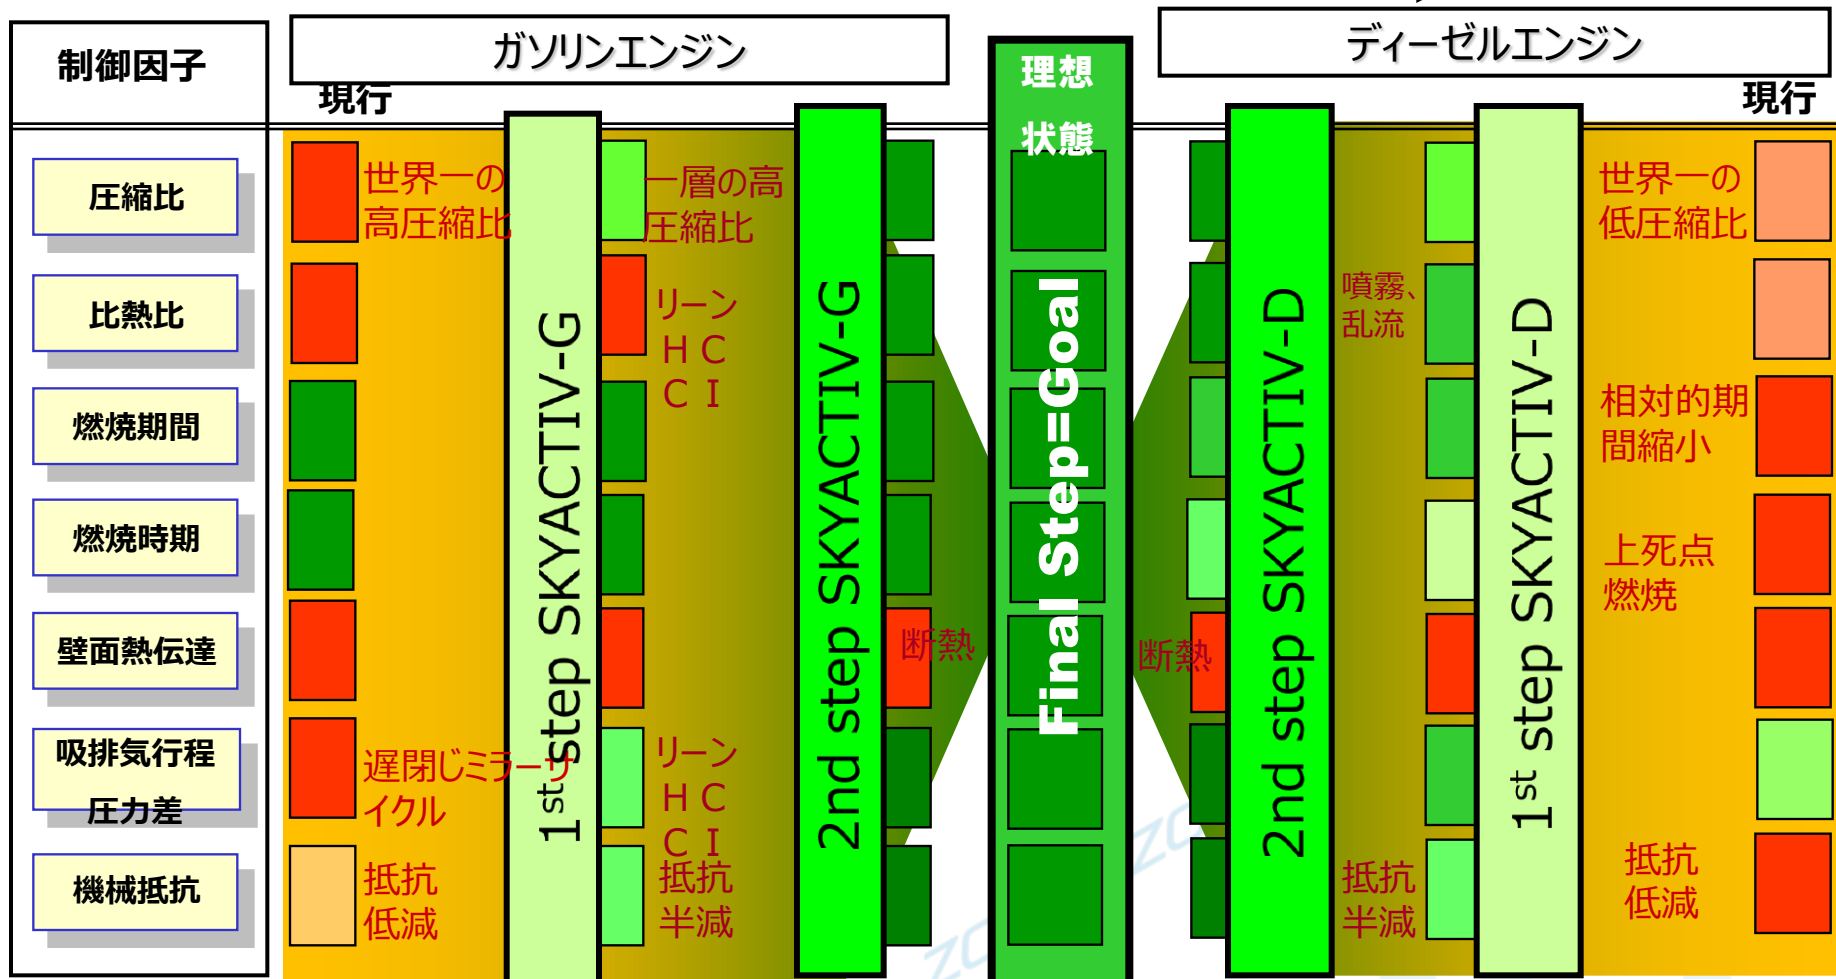 制御因子
ガソリンエンジン
ディーゼルエンジン
現行
理想
状態
現行
圧縮比
比熱比
燃焼期間
燃焼時期
壁面熱伝達
吸排気行程
圧力差
機械抵抗
世界一の
高圧縮比
遅閉じミラーサ
イクル
抵抗
低減
1st step SKYACTIV-G
一層の高
圧縮比
リーン
ＨＣ
ＣＩ
リーン
ＨＣ
ＣＩ
抵抗
半減
2nd step SKYACTIV-G
断熱
Final Step=Goal
断熱
2nd step SKYACTIV-D
噴霧、
乱流
抵抗
半減
1st step SKYACTIV-D
世界一の
低圧縮比
相対的期
間縮小
上死点
燃焼
抵抗
低減